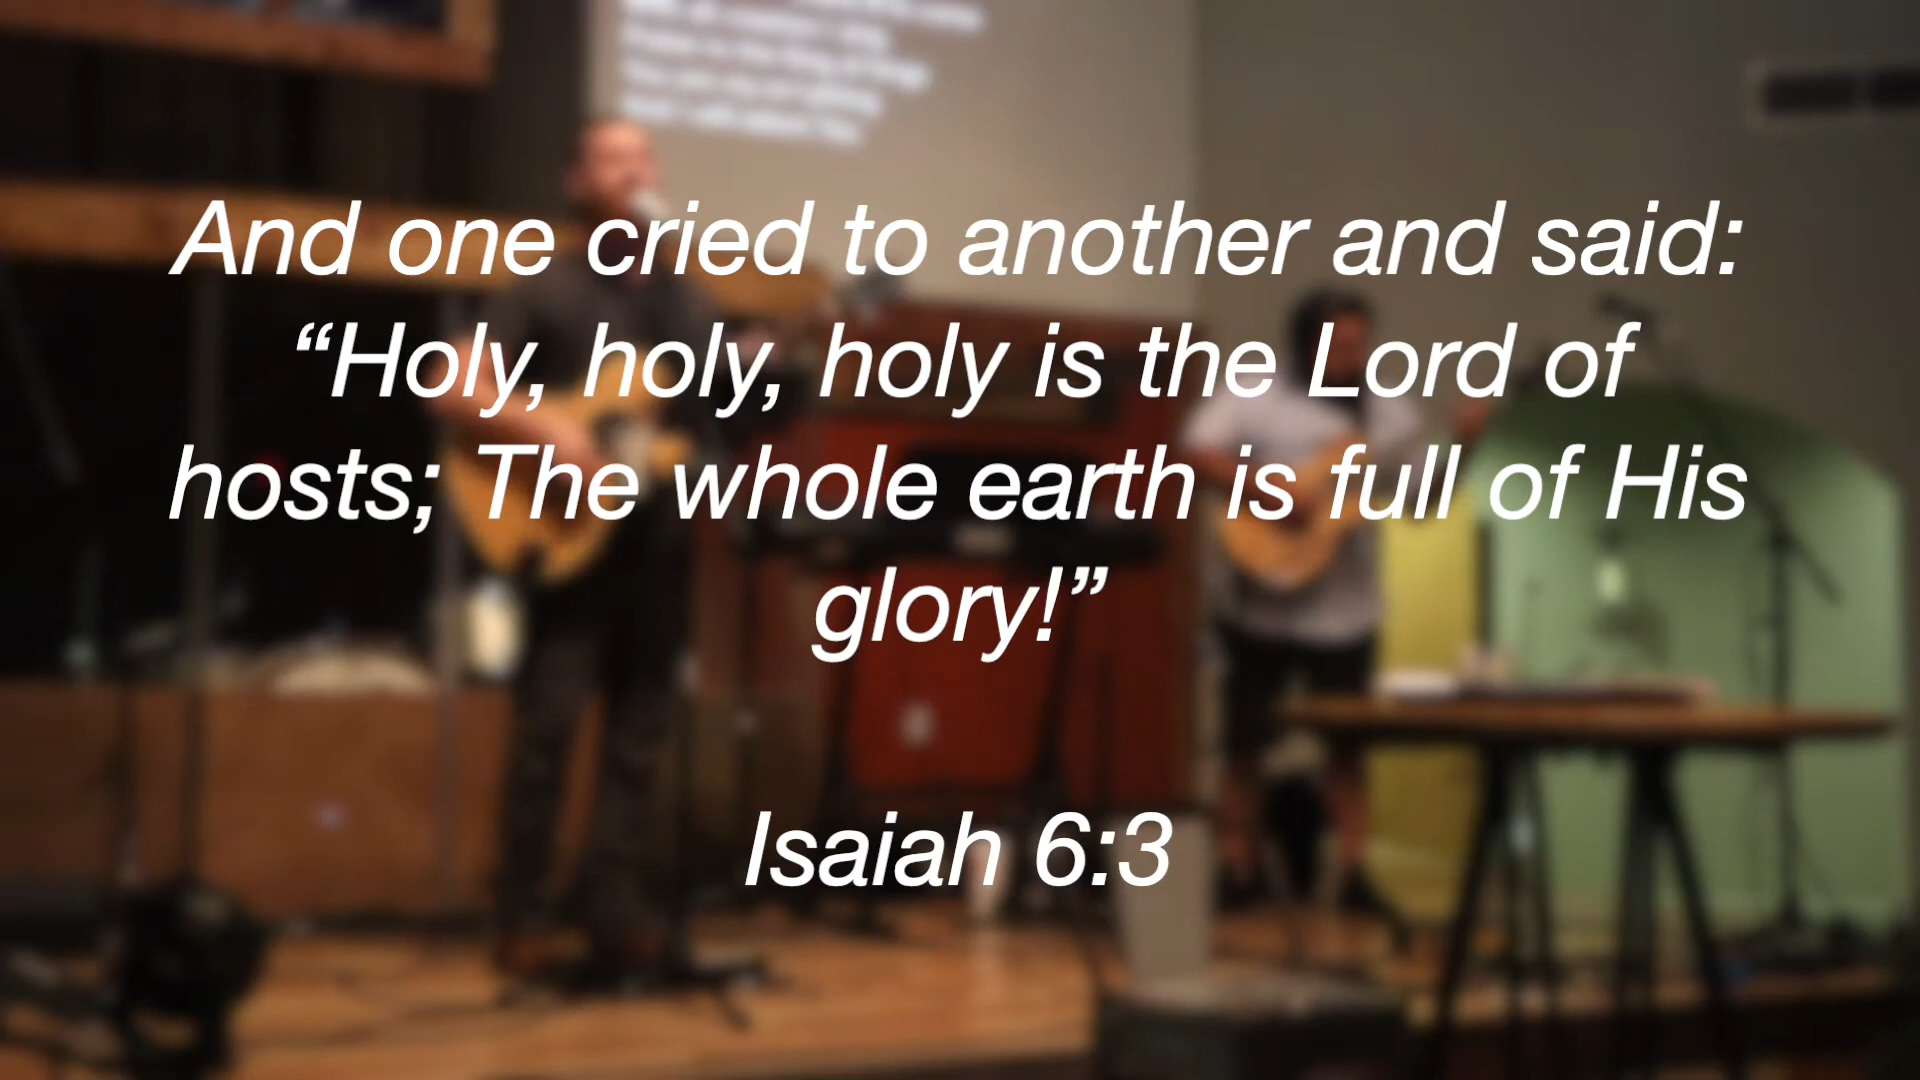 And one cried to another and said:
“Holy, holy, holy is the Lord of
hosts; The whole earth is full of His
glory!”
Isaiah 6:3